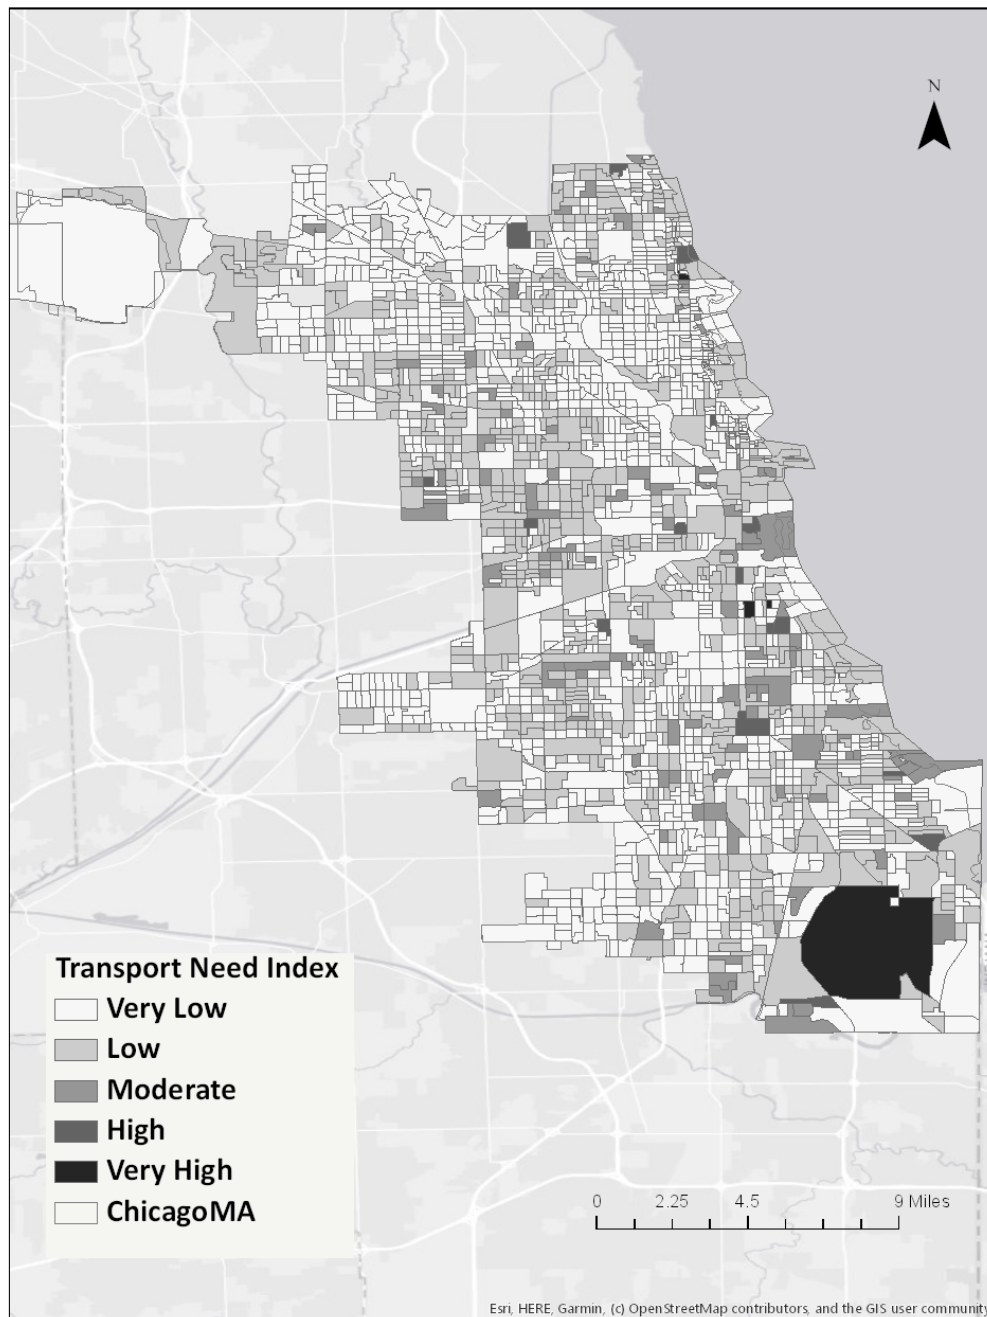 N
Transport Need Index
Very Low
Low
Moderate
High
Very High
ChicagoMA
0 2.25 4.5 9 Miles
Esri, HERE, Garmin, (c) OpenStreetMap contributors, and the GIS user community